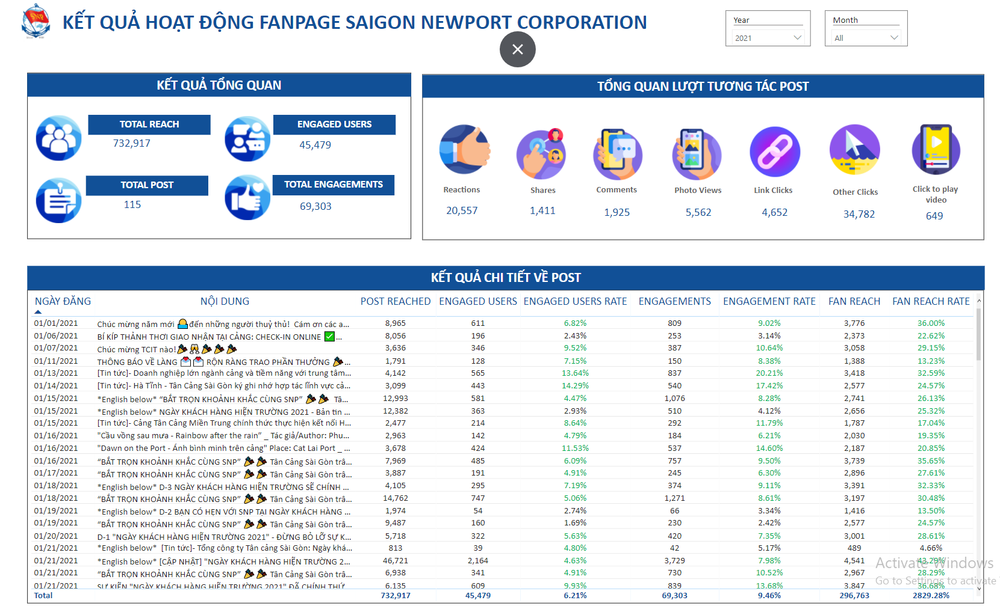 SNP
KẾT QUẢ HOẠT ĐỘNG FANPAGE SAIGON NEWPORT CORPORATION
Year
2021
Month
All
KẾT QUẢ TỔNG QUAN
TOTAL REACH
732,917
ENGAGED USERS
45,479
TOTAL POST
115
TOTAL ENGAGEMENTS
69,303
TỔNG QUAN LƯỢT TƯƠNG TÁC POST
Reactions
20,557
Shares
1,411
Comments
1,925
Photo Views
5,562
Link Clicks
4,652
Other Clicks
34,782
Click to play
video
649
KẾT QUẢ CHI TIẾT VỀ POST
NGÀY ĐĂNG NỘI DUNG POST REACHED ENGAGED USERS ENGAGED USERS RATE ENGAGEMENTS ENGAGEMENT RATE FAN REACH FAN REACH RATE
01/01/2021 Chúc mừng năm mới đến những người thuỷ thủ! Cám ơn các a... 8,965 611 6.82% 809 9.02% 3,776 36.00%
01/06/2021 BÍ KÍP THẢNH THƠI GIAO NHẬN TẠI CẢNG: CHECK-IN ONLINE ✅... 8,056 196 2.43% 253 3.14% 2,373 22.62%
01/07/2021 Chúc mừng TCIT nào!🎉🥂🎉🎉🎉 3,636 346 9.52% 387 10.64% 3,058 29.15%
01/11/2021 THÔNG BÁO VỀ LÀNG 💌💌 RỘN RÀNG TRAO PHẦN THƯỞNG 🎉... 1,791 128 7.15% 150 8.38% 1,388 13.23%
01/13/2021 [Tin tức]- Doanh nghiệp lớn ngành cảng và tiềm năng với trung tâm... 4,142 565 13.64% 837 20.21% 3,418 32.59%
01/14/2021 [Tin tức]- Hà Tĩnh - Tân Cảng Sài Gòn ký ghi nhớ hợp tác lĩnh vực cả... 3,099 443 14.29% 540 17.42% 2,577 24.57%
01/15/2021 *English below* “BẮT TRỌN KHOẢNH KHẮC CÙNG SNP” 🎉🎉 Tâ... 12,993 581 4.47% 1,076 8.28% 2,741 26.13%
01/15/2021 *English below* NGÀY KHÁCH HÀNG HIỆN TRƯỜNG 2021 - Bản tin ... 12,382 363 2.93% 510 4.12% 2,656 25.32%
01/15/2021 [Tin tức]- Cảng Tân Cảng Miền Trung chính thức thực hiện kết nối H... 2,477 214 8.64% 292 11.79% 1,787 17.04%
01/16/2021 "Cầu vồng sau mưa - Rainbow after the rain” _ Tác giả/Author: Phu... 2,963 142 4.79% 184 6.21% 2,030 19.35%
01/16/2021 "Dawn on the Port - Ánh bình minh trên cảng" Place: Cat Lai Port _ ... 3,678 424 11.53% 537 14.60% 2,187 20.85%
01/16/2021 “BẮT TRỌN KHOẢNH KHẮC CÙNG SNP” 🎉🎉 Tân Cảng Sài Gòn trâ... 7,969 485 6.09% 757 9.50% 3,739 35.65%
01/17/2021 “BẮT TRỌN KHOẢNH KHẮC CÙNG SNP” 🎉🎉 Tân Cảng Sài Gòn trâ... 3,887 191 4.91% 245 6.30% 2,896 27.61%
01/18/2021 *English below* D-3 NGÀY KHÁCH HÀNG HIỆN TRƯỜNG SẼ CHÍNH ... 4,105 295 7.19% 374 9.11% 3,391 32.33%
01/18/2021 “BẮT TRỌN KHOẢNH KHẮC CÙNG SNP” 🎉🎉 Tân Cảng Sài Gòn trâ... 14,762 747 5.06% 1,271 8.61% 3,197 30.48%
01/19/2021 *English below* D-2 BẠN CÓ HẸN VỚI SNP TẠI NGÀY KHÁCH HÀNG ... 1,974 54 2.74% 66 3.34% 1,416 13.50%
01/19/2021 “BẮT TRỌN KHOẢNH KHẮC CÙNG SNP” 🎉🎉 Tân Cảng Sài Gòn trâ... 9,487 160 1.69% 230 2.42% 2,577 24.57%
01/20/2021 D-1 "NGÀY KHÁCH HÀNG HIỆN TRƯỜNG 2021" - ĐỪNG BỎ LỠ SỰ K... 5,718 322 5.63% 420 7.35% 3,001 28.61%
01/21/2021 *English below* [Tin tức]- Tổng công ty Tân cảng Sài Gòn: Ngày khá... 813 39 4.80% 42 5.17% 489 4.66%
01/21/2021 *English below* [CẬP NHẬT] "NGÀY KHÁCH HÀNG HIỆN TRƯỜNG 2... 46,721 2,164 4.63% 3,729 7.98% 4,541 43.29%
01/21/2021 “BẮT TRỌN KHOẢNH KHẮC CÙNG SNP” 🎉🎉 Tân Cảng Sài Gòn trâ... 6,938 341 4.91% 730 10.52% 2,967 28.29%
01/21/2021 SỰ KIỆN "NGÀY KHÁCH HÀNG HIỆN TRƯỜNG 2021" ĐÃ CHÍNH THỨ 6,135 609 9.93% 839 13.68% 3,847 36.68%
Total 732,917 45,479 6.21% 69,303 9.46% 296,763 2829.28%
Activate Windows
Go to Settings to activate